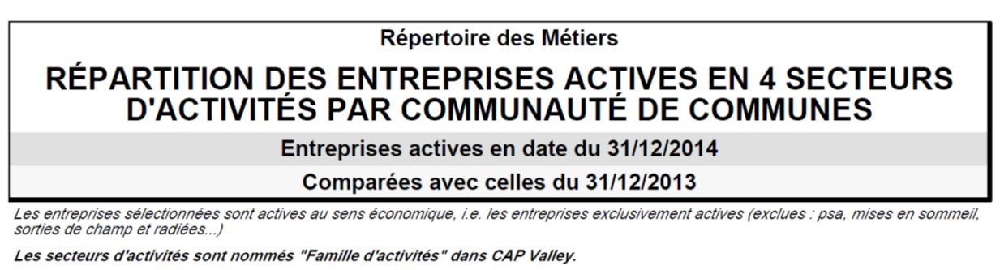 Répertoire des Métiers
RÉPARTITION DES ENTREPRISES ACTIVES EN 4 SECTEURS
D'ACTIVITÉS PAR COMMUNAUTÉ DE COMMUNES
Entreprises actives en date du 31/12/2014
Comparées avec celles du 31/12/2013
Les entreprises sélectionnées sont actives au sens économique, i.e. les entreprises exclusivement actives (exclues : psa, mises en sommeil,
sorties de champ et radiées...)
Les secteurs d'activités sont nommés "Famille d'activités" dans CAP Valley.